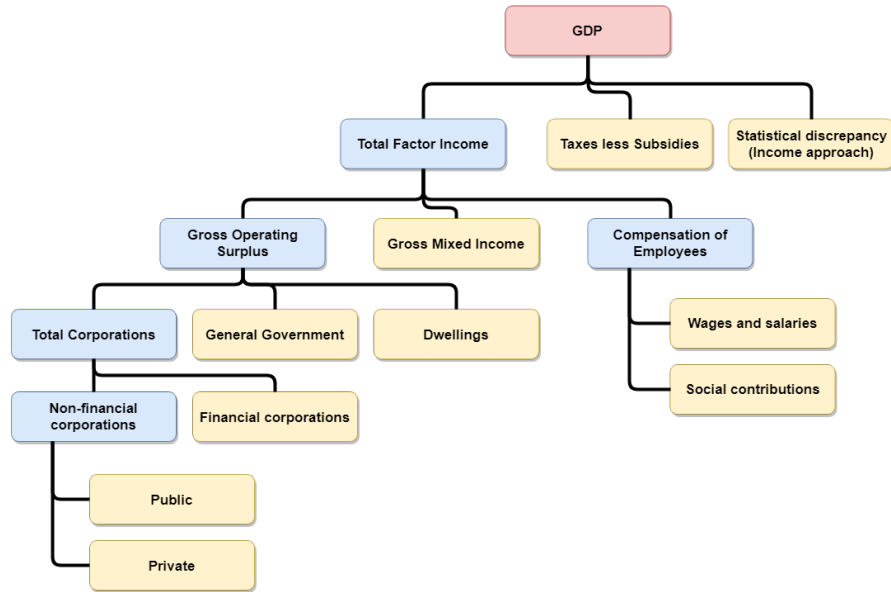 GDP
Total Factor Income
Taxes less Subsidies
Statistical discrepancy
(Income approach)
Gross Operating
Surplus
Gross Mixed Income
Compensation of
Employees
Total Corporations
General Government
Dwellings
Wages and salaries
Social contributions
Non-financial
corporations
Financial corporations
Public
Private